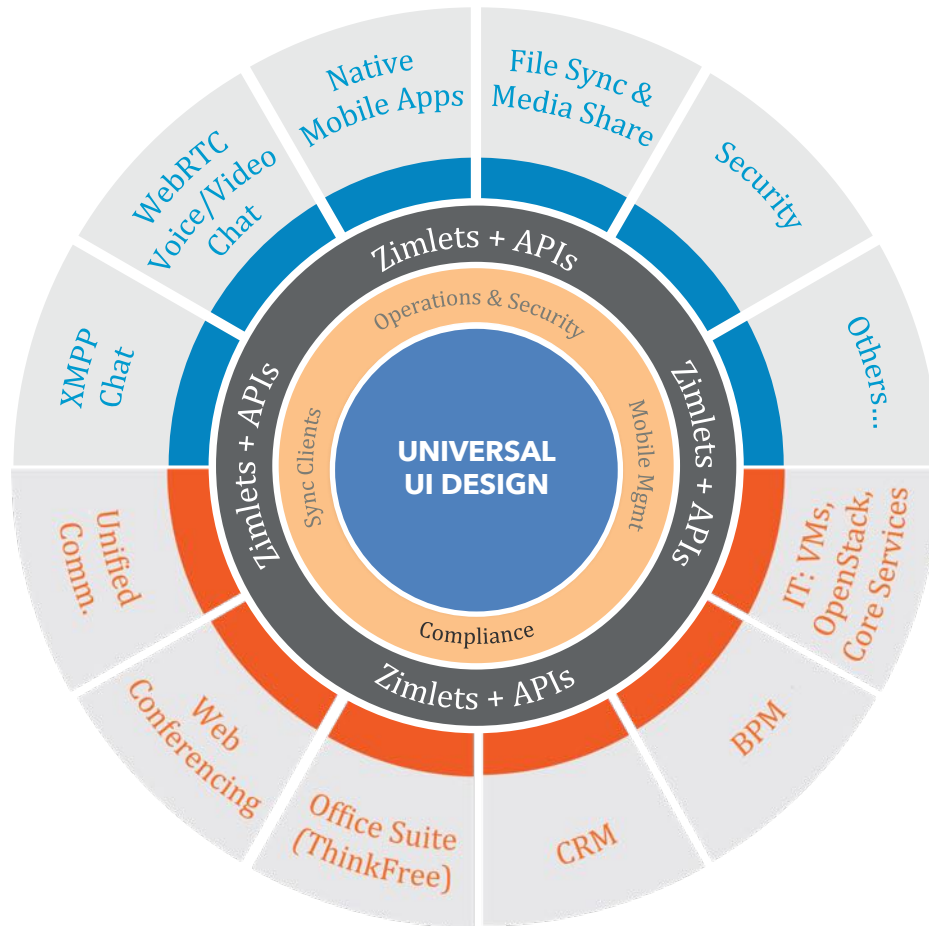 Native
Mobile Apps
File Sync &
Media Share
Security
Others...
WebRTC
Voice/Video
Chat
XMPP
Chat
Zimlets + APIs
Zimlets + APIs
Zimlets + APIs
Zimlets + APIs
Operations & Security
Sync Clients
Mobile Mgmt
Compliance
UNIVERSAL
UI DESIGN
Unified
Comm.
Web
Conferencing
Office Suite
(ThinkFree)
CRM
BPM
IT: VMs,
OpenStack,
Core Services